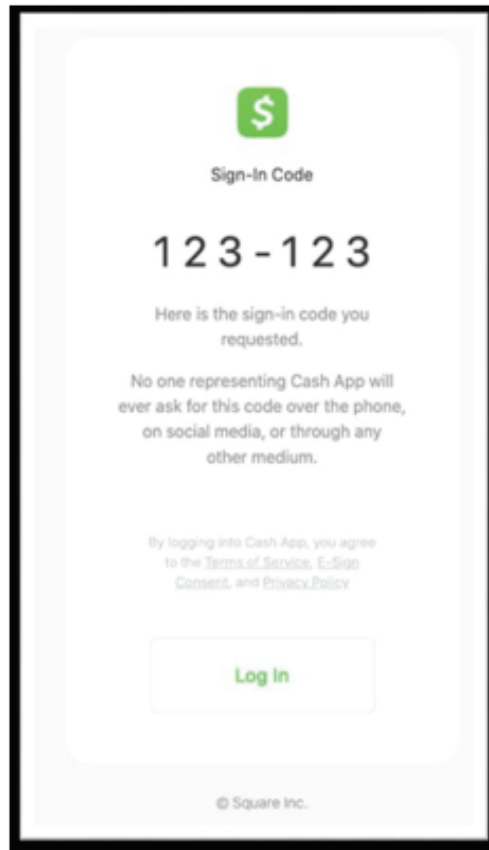 $
Sign-In Code
123-123
Here is the sign-in code you
requested.
No one representing Cash App will
ever ask for this code over the phone,
on social media, or through any
other medium.
By logging into Cash App, you agree
to the Terms of Service, E-Sign
Consent, and Privacy Policy
Log In
© Square Inc.